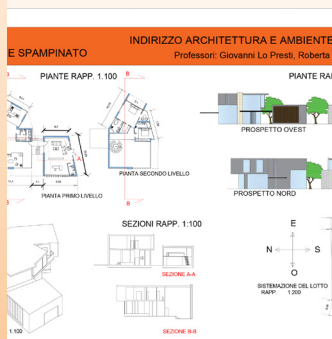 INDIRIZZO ARCHITETTURA E AMBIENTE
E SPAMPINATO
Professori: Giovanni Lo Presti, Roberta
PIANTE RAPP. 1.100
B
PIANTE RA
A
PROSPETTO OVEST
PIANTA SECONDO LIVELLO
PIANTA PRIMO LIVELLO
B
PROSPETTO NORD
SEZIONI RAPP. 1:100
E
N
S
O
SEZIONE A-A
SISTEMAZIONE DEL LOTTO
RAPP. 1.200
1:100
SEZIONE B-B